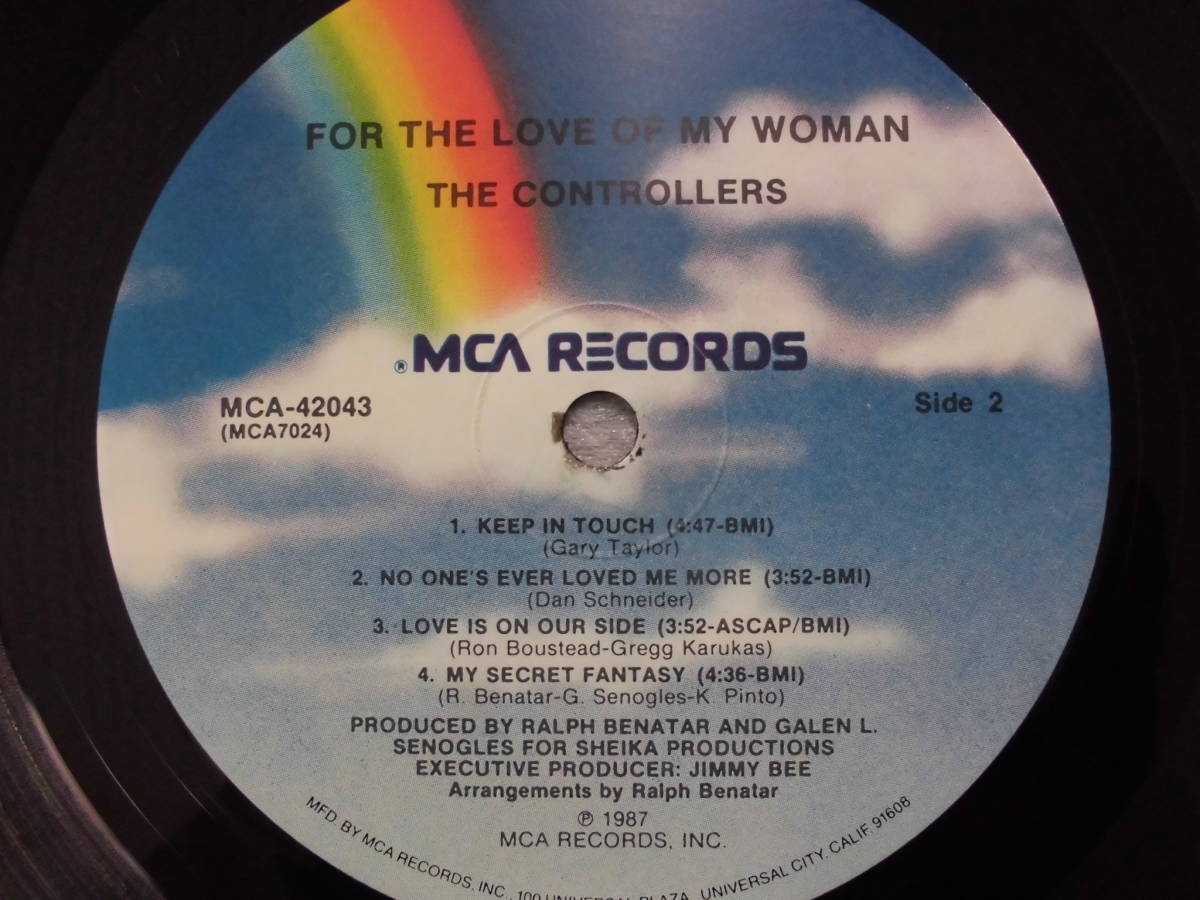 FOR THE LOVE OF MY WOMAN
THE CONTROLLERS
® MCA RECORDS
MCA-42043
(MCA7024)
Side 2
1. KEEP IN TOUCH (4:47-BMI)
(Gary Taylor)
2. NO ONE'S EVER LOVED ME MORE (3:52-BMI)
(Dan Schneider)
3. LOVE IS ON OUR SIDE (3:52-ASCAP/BMI)
(Ron Boustead-Gregg Karukas)
4. MY SECRET FANTASY (4:36-BMI)
(R. Benatar-G. Senogles-K. Pinto)
PRODUCED BY RALPH BENATAR AND GALEN L.
SENOGLES FOR SHEIKA PRODUCTIONS
EXECUTIVE PRODUCER: JIMMY BEE
Arrangements by Ralph Benatar
℗ 1987
MCA RECORDS, INC.
MFD. BY MCA RECORDS, INC., 100 UNIVERSAL PLAZA, UNIVERSAL CITY, CALIF. 91608